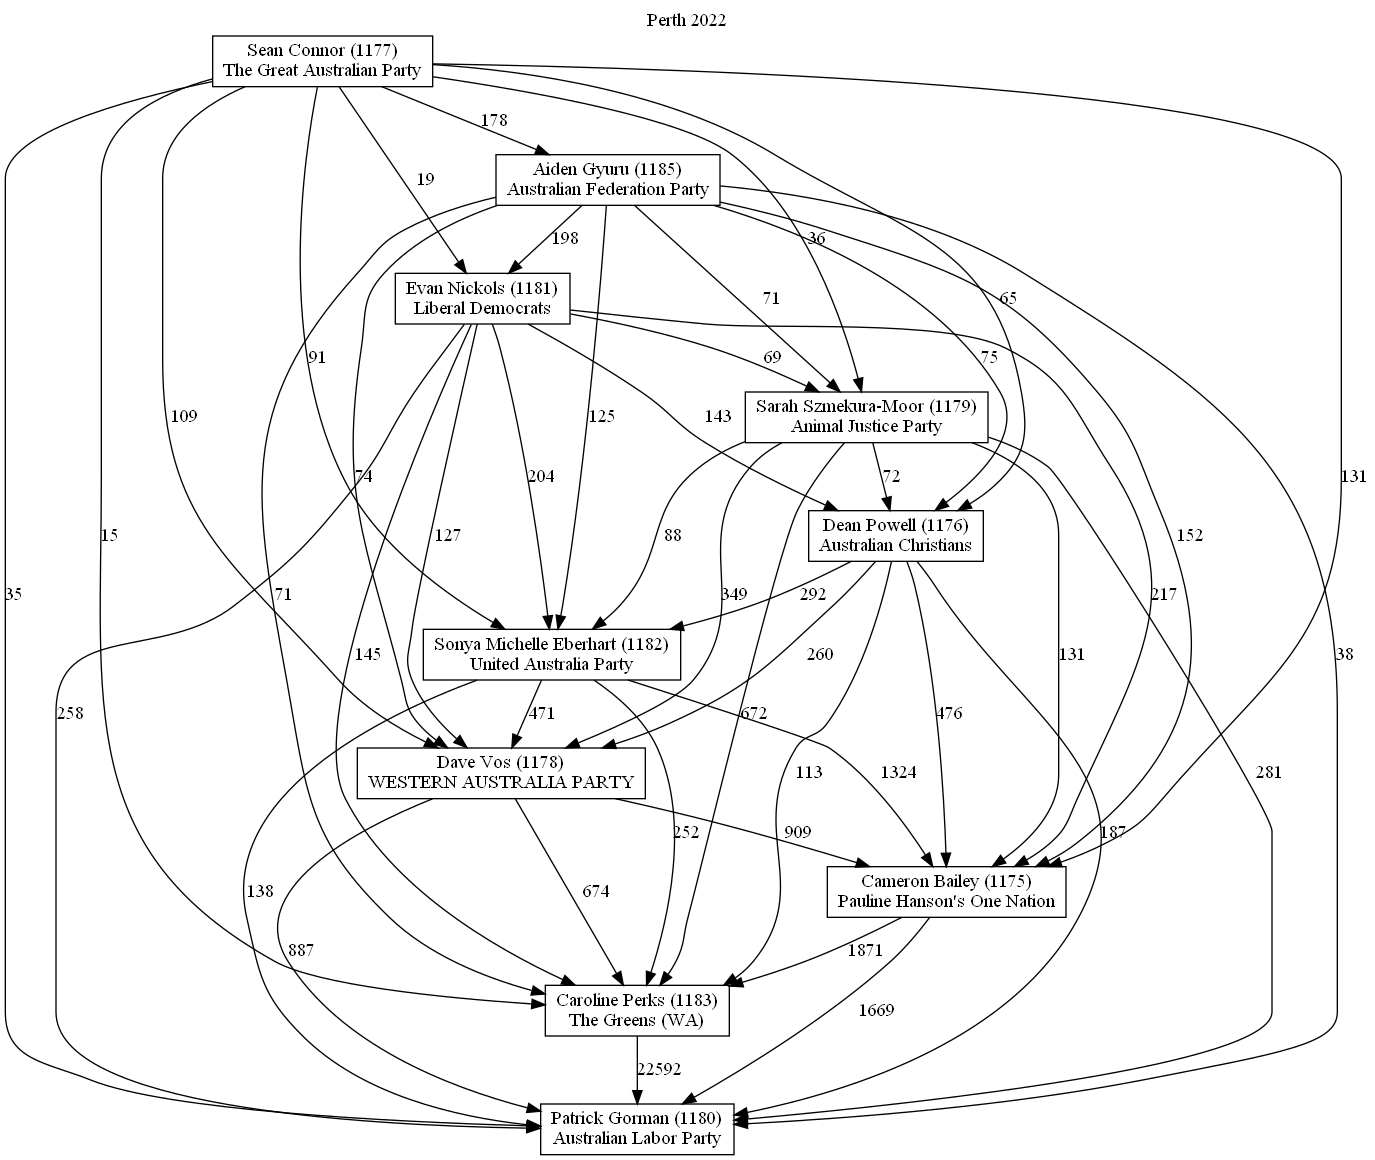 Perth 2022
Sean Connor (1177)
The Great Australian Party
178
Aiden Gyuru (1185)
Australian Federation Party
19
198
36
Evan Nickols (1181)
Liberal Democrats
71
65
91
69
75
Sarah Szmekura-Moor (1179)
Animal Justice Party
109
125
143
74
204
72
131
Dean Powell (1176)
Australian Christians
15
127
88
152
35
71
349
292
217
Sonya Michelle Eberhart (1182)
United Australia Party
145
260
131
38
258
471
672
476
Dave Vos (1178)
WESTERN AUSTRALIA PARTY
113
1324
281
252
909
187
Cameron Bailey (1175)
Pauline Hanson's One Nation
138
674
887
1871
Caroline Perks (1183)
The Greens (WA)
1669
22592
Patrick Gorman (1180)
Australian Labor Party